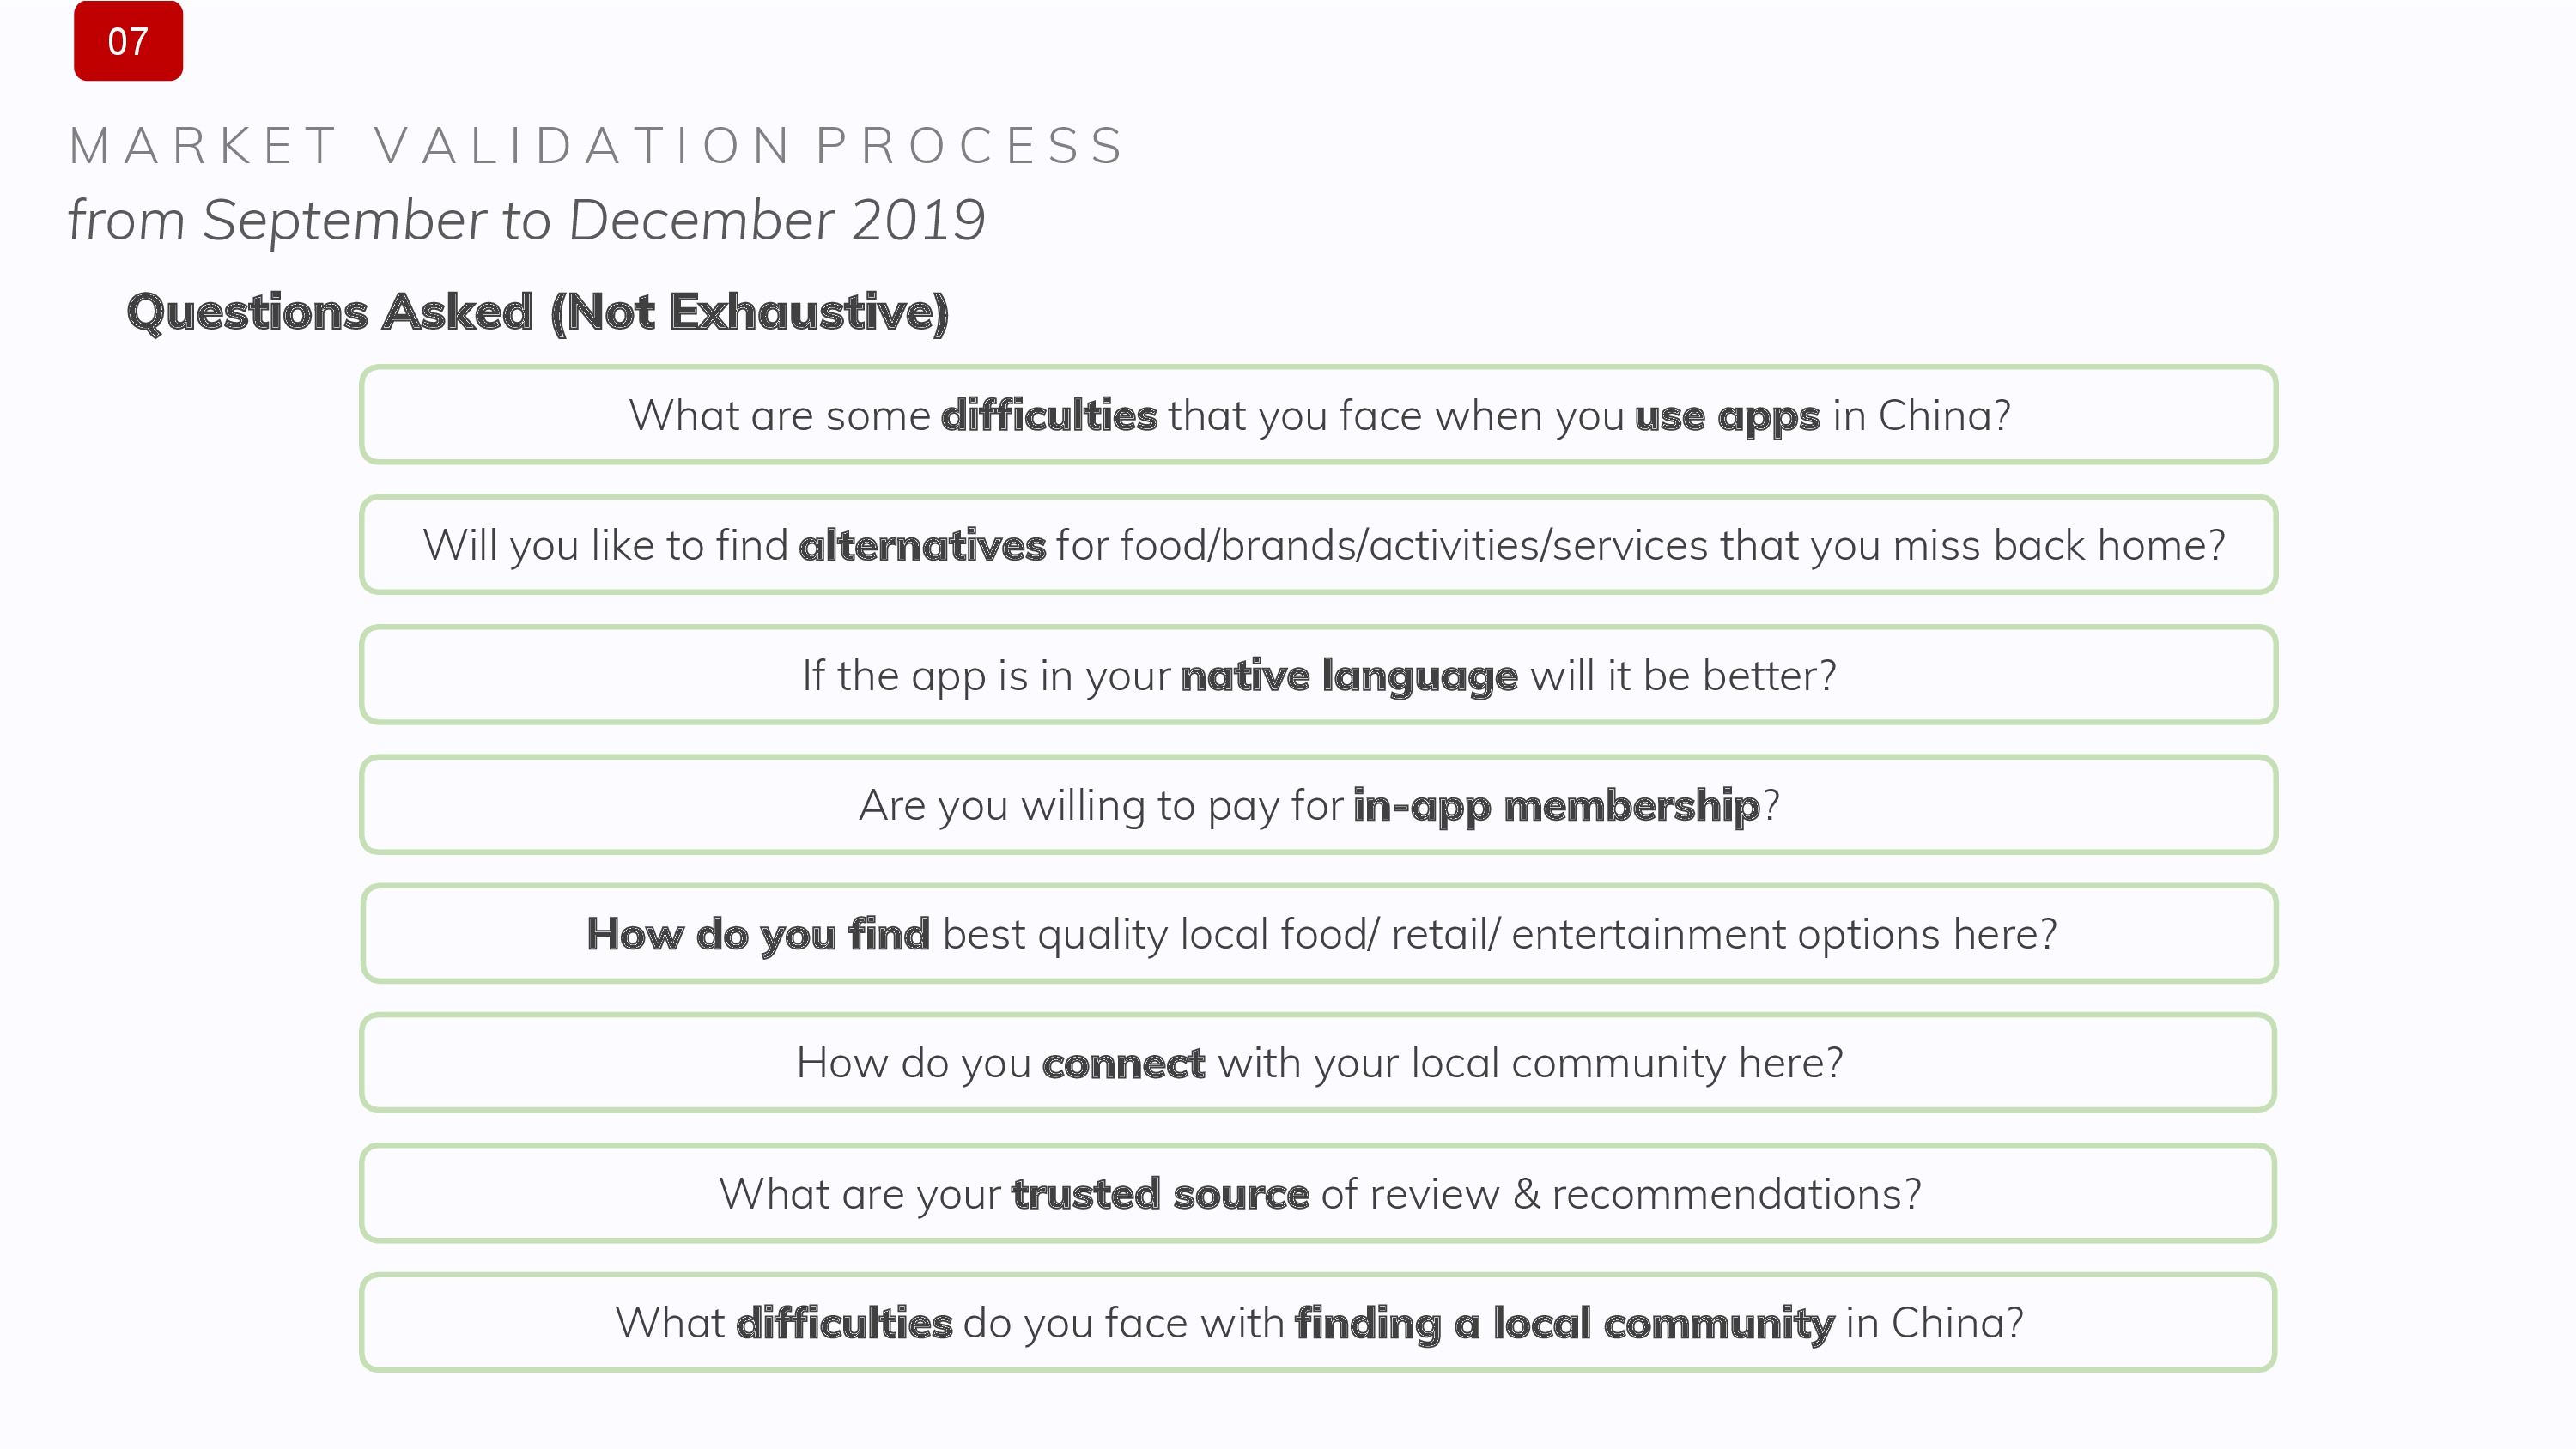 07
MARKET VALIDATION PROCESS
from September to December 2019
Questions Asked (Not Exhaustive)
What are some difficulties that you face when you use apps in China?
Will you like to find alternatives for food/brands/activities/services that you miss back home?
If the app is in your native language will it be better?
Are you willing to pay for in-app membership?
How do you find best quality local food/ retail/ entertainment options here?
How do you connect with your local community here?
What are your trusted source of review & recommendations?
What difficulties do you face with finding a local community in China?